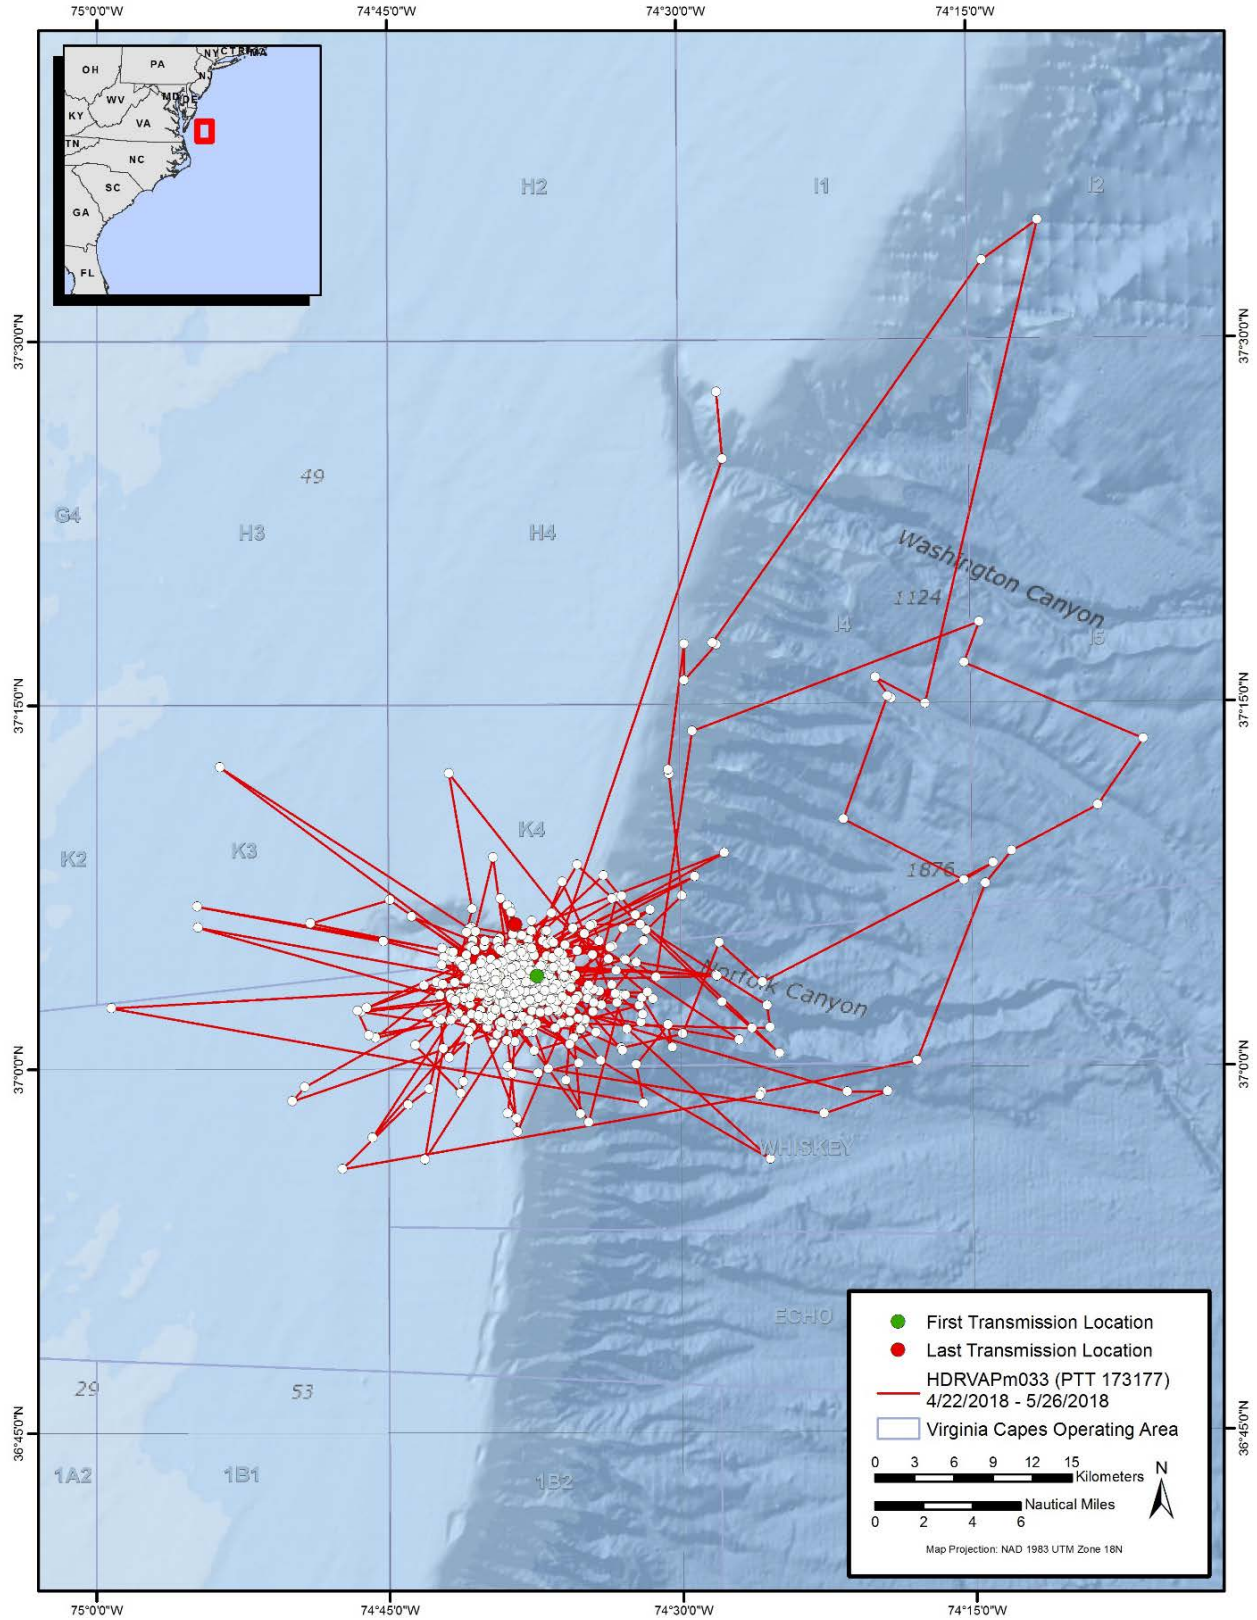 75°0'0"W 74°45'0"W 74°30'0"W 74°15'0"W
NY CT RI MA
OH PA NJ
WV MD DE
KY VA
TN NC
SC
GA
FL
H2 I1 I2
37°30'0"N 37°30'0"N
49
G4 H3 H4
Washington Canyon
1124
I4 I5
37°15'0"N 37°15'0"N
K4
K2 K3
1876
Norfolk Canyon
37°0'0"N 37°0'0"N
WHISKEY
ECHO
29 53
36°45'0"N 36°45'0"N
1A2 1B1 1B2
First Transmission Location
Last Transmission Location
HDRVAPm033 (PTT 173177)
4/22/2018 - 5/26/2018
Virginia Capes Operating Area
0 3 6 9 12 15
Kilometers
N
Nautical Miles
0 2 4 6
Map Projection: NAD 1983 UTM Zone 18N
75°0'0"W 74°45'0"W 74°30'0"W 74°15'0"W